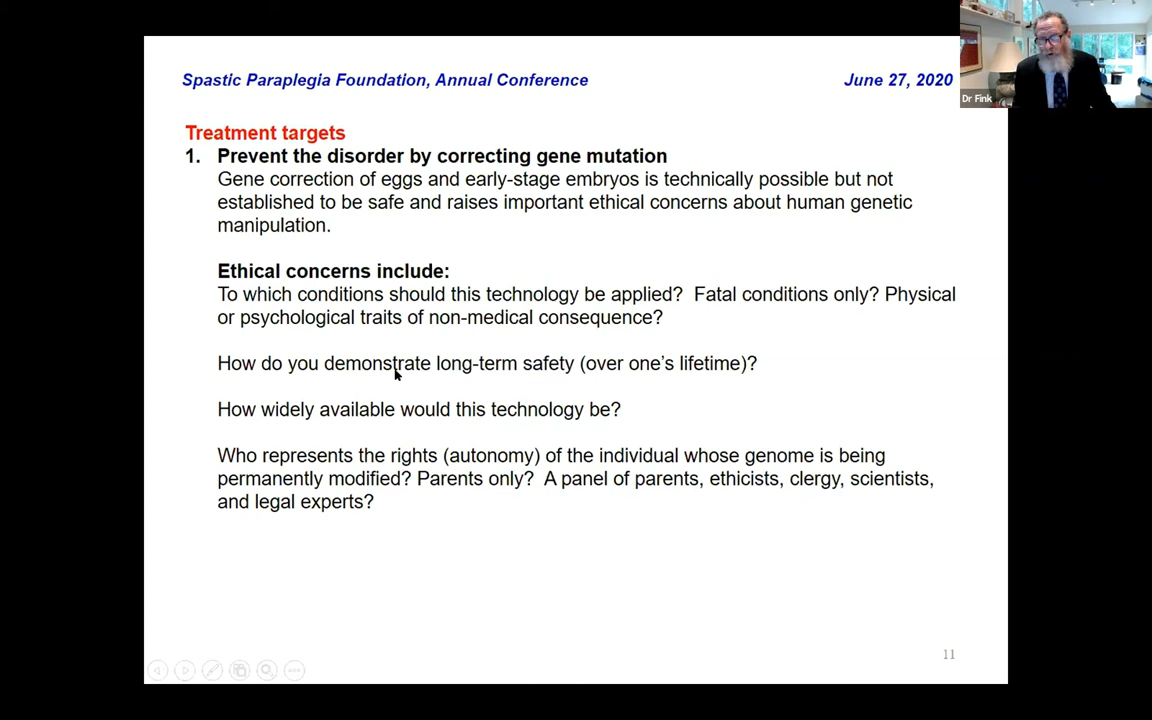 Spastic Paraplegia Foundation, Annual Conference June 27, 2020
Dr Fink
Treatment targets
1. Prevent the disorder by correcting gene mutation
Gene correction of eggs and early-stage embryos is technically possible but not
established to be safe and raises important ethical concerns about human genetic
manipulation.
Ethical concerns include:
To which conditions should this technology be applied? Fatal conditions only? Physical
or psychological traits of non-medical consequence?
How do you demonstrate long-term safety (over one's lifetime)?
How widely available would this technology be?
Who represents the rights (autonomy) of the individual whose genome is being
permanently modified? Parents only? A panel of parents, ethicists, clergy, scientists,
and legal experts?
11